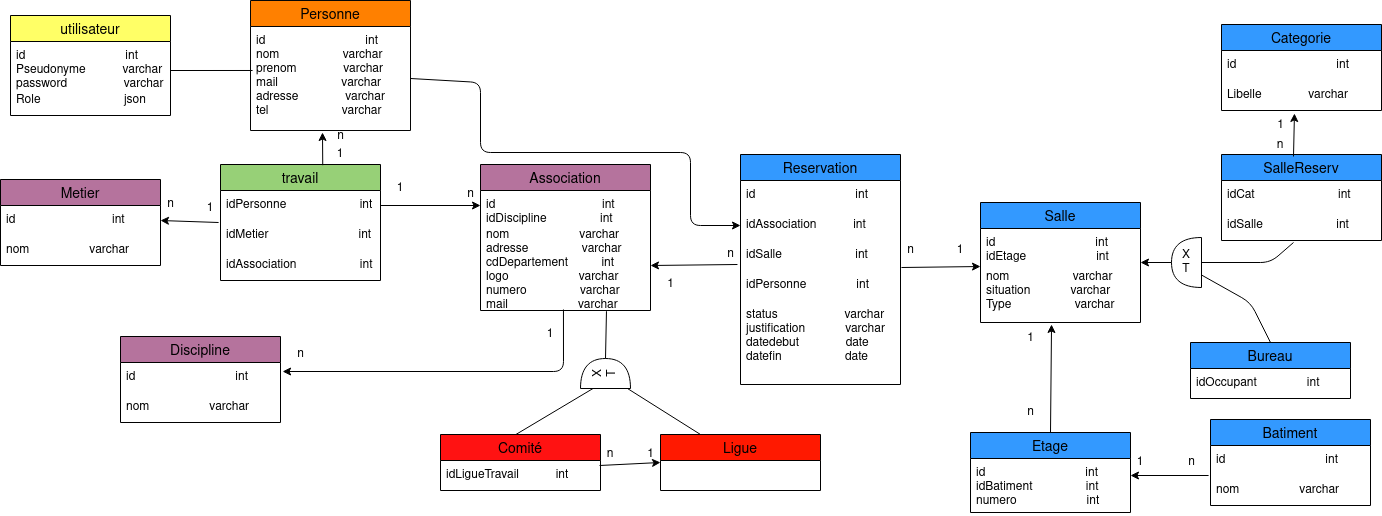 utilisateur
id int
Pseudonyme varchar
password varchar
Role json
Personne
id int
nom varchar
prenom varchar
mail varchar
adresse varchar
tel varchar
n
1
travail
idPersonne int
idMetier int
idAssociation int
Metier
id int
nom varchar
n 1
1 n
Association
id int
idDiscipline int
nom varchar
adresse varchar
cdDepartement int
logo varchar
numero varchar
mail varchar
Discipline
id int
nom varchar
n
1
X T
Comité
idLigueTravail int
n 1
Ligue
Reservation
id int
idAssociation int
idSalle int
idPersonne int
status varchar
justification varchar
datedebut date
datefin date
n
1
n 1
Salle
id int
idEtage int
nom varchar
situation varchar
Type varchar
X
T
Categorie
id int
Libelle varchar
1
n
SalleReserv
idCat int
idSalle int
Bureau
idOccupant int
1
n
Etage
id int
idBatiment int
numero int
1 n
Batiment
id int
nom varchar